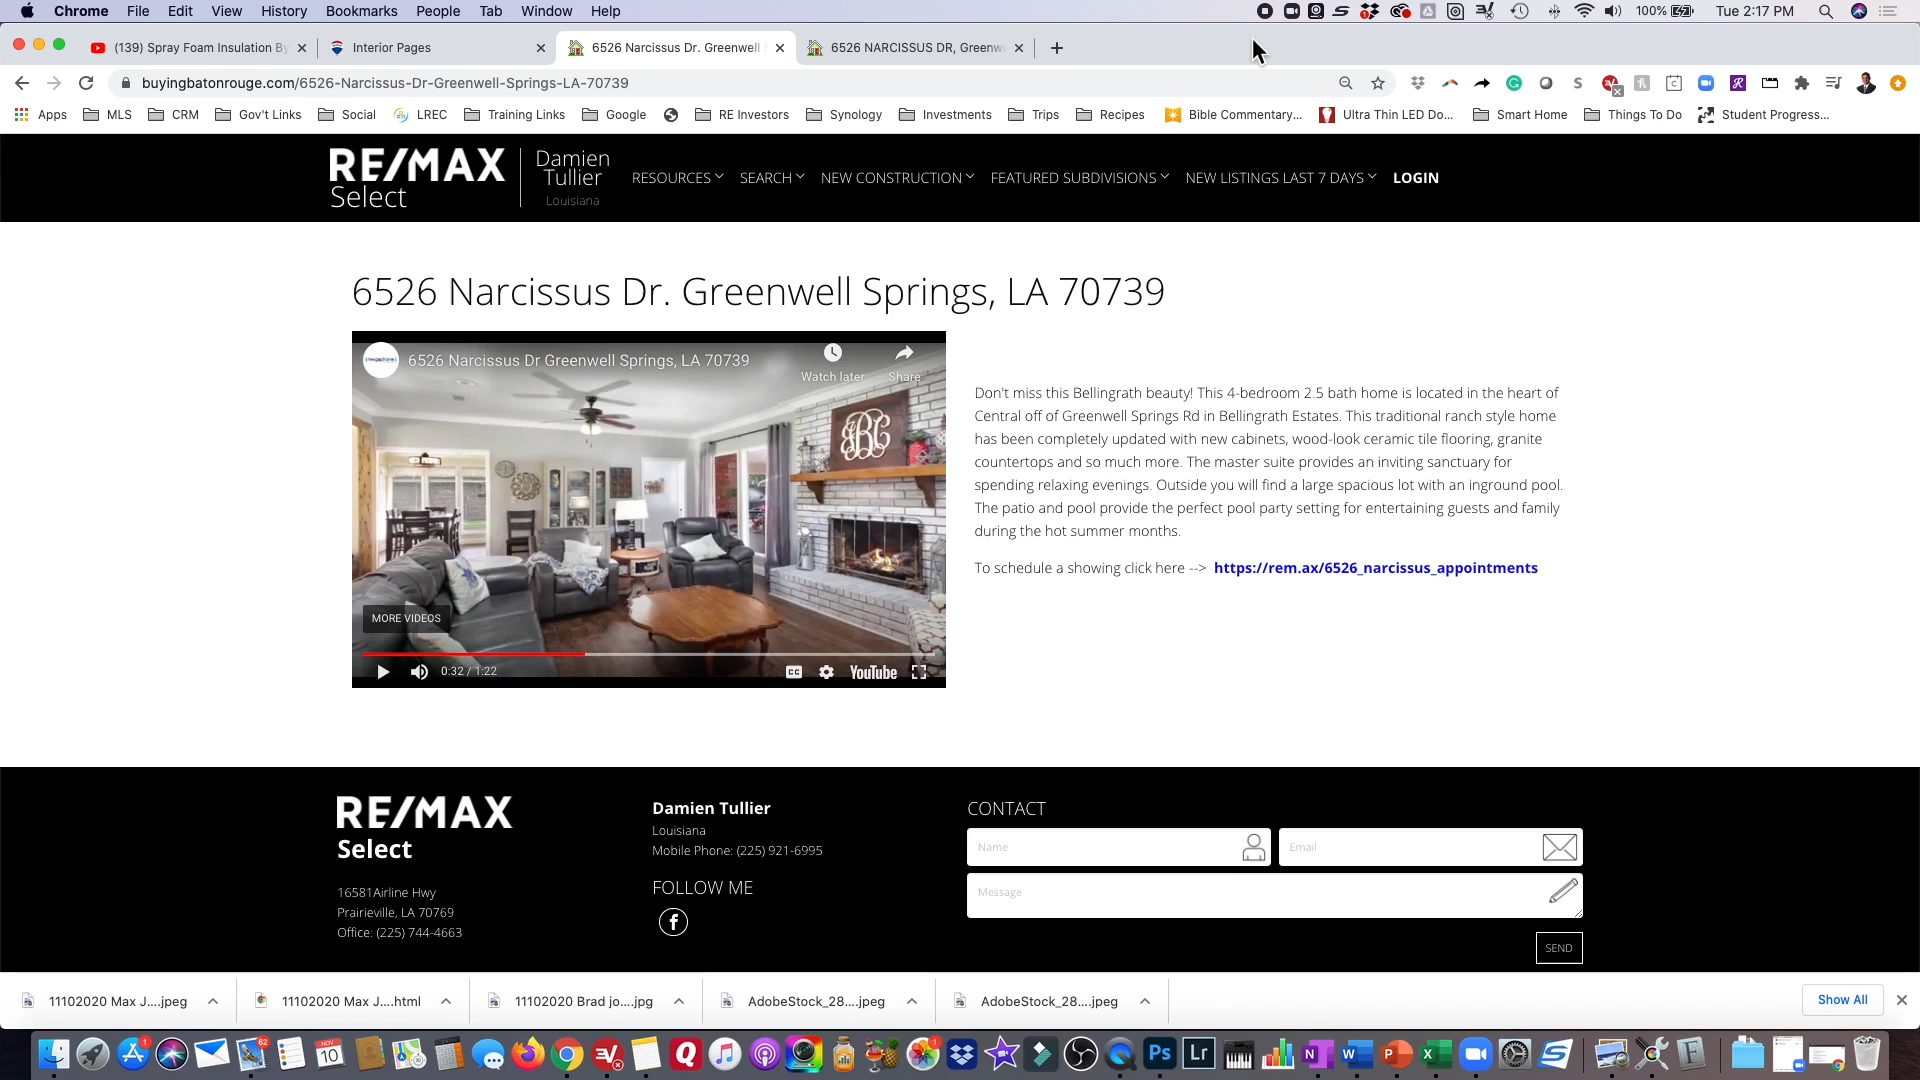 Chrome File Edit View History Bookmarks People Tab Window Help 100% Tue 2:17 PM
(139) Spray Foam Insulation By Interior Pages 6526 Narcissus Dr. Greenwell 6526 NARCISSUS DR, Greenw
buyingbatonrouge.com/6526-Narcissus-Dr-Greenwell-Springs-LA-70739
Apps MLS CRM Gov't Links Social LREC Training Links Google RE Investors Synology Investments Trips Recipes Bible Commentary... Ultra Thin LED Do... Smart Home Things To Do Student Progress...
RE/MAX
Select
Damien
Tullier
Louisiana
RESOURCES SEARCH NEW CONSTRUCTION FEATURED SUBDIVISIONS NEW LISTINGS LAST 7 DAYS LOGIN
6526 Narcissus Dr. Greenwell Springs, LA 70739
6526 Narcissus Dr Greenwell Springs, LA 70739
Watch later Share
JBC
MORE VIDEOS
0:32 / 1:22 CC YouTube
Don't miss this Bellingrath beauty! This 4-bedroom 2.5 bath home is located in the heart of
Central off of Greenwell Springs Rd in Bellingrath Estates. This traditional ranch style home
has been completely updated with new cabinets, wood-look ceramic tile flooring, granite
countertops and so much more. The master suite provides an inviting sanctuary for
spending relaxing evenings. Outside you will find a large spacious lot with an inground pool.
The patio and pool provide the perfect pool party setting for entertaining guests and family
during the hot summer months.
To schedule a showing click here --> https://rem.ax/6526_narcissus_appointments
RE/MAX
Select
16581Airline Hwy
Prairieville, LA 70769
Office: (225) 744-4663
Damien Tullier
Louisiana
Mobile Phone: (225) 921-6995
FOLLOW ME
CONTACT
Name Email
Message
SEND
11102020 Max J....jpeg 11102020 Max J....html 11102020 Brad jo....jpg AdobeStock_28....jpeg AdobeStock_28....jpeg Show All
NOV
10
Ps Lr